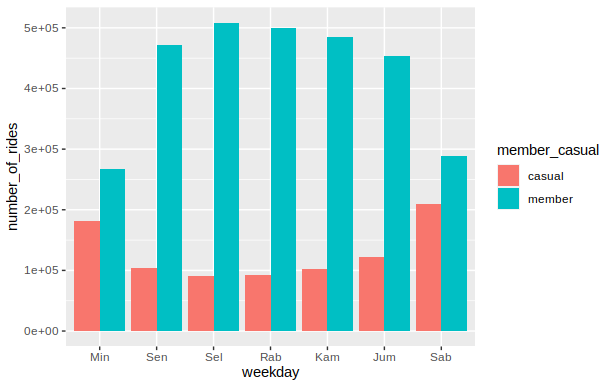 number_of_rides
5e+05
4e+05
3e+05
2e+05
1e+05
0e+00
Min Sen Sel Rab Kam Jum Sab
weekday
member_casual
casual
member